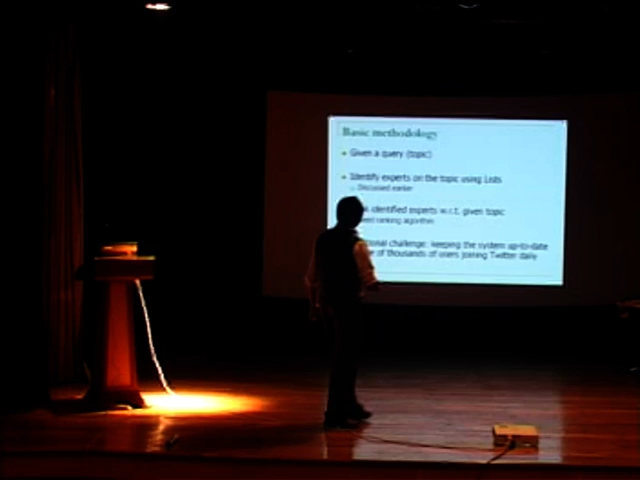 Basic methodology
Given a query (topic)
Identify experts on the topic using Lists
Discussed earlier
identified experts w.r.t. given topic
ranking algorithm
challenge: keeping the system up-to-date
of thousands of users joining Twitter daily